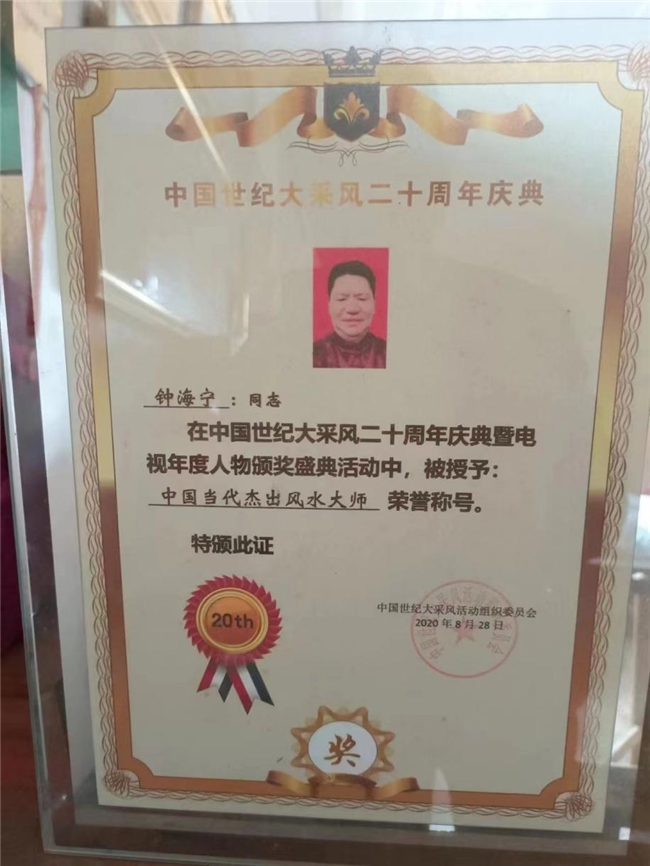 中国世纪大采风二十周年庆典
钟海宁：同志
在中国世纪大采风二十周年庆典暨电
视年度人物颁奖盛典活动中，被授予：
中国当代杰出风水大师 荣誉称号。
特颁此证
20th
中国世纪大采风活动组织委员会
2020年8月28日
奖